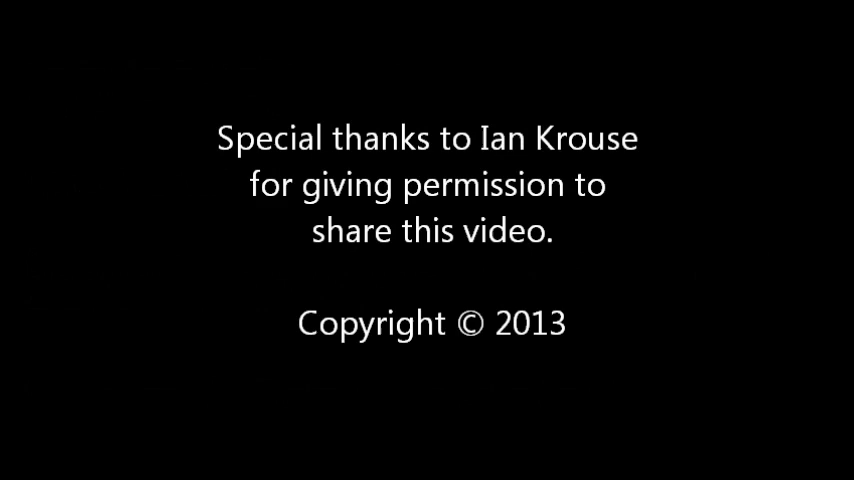 Special thanks to Ian Krouse
for giving permission to
share this video.
Copyright © 2013